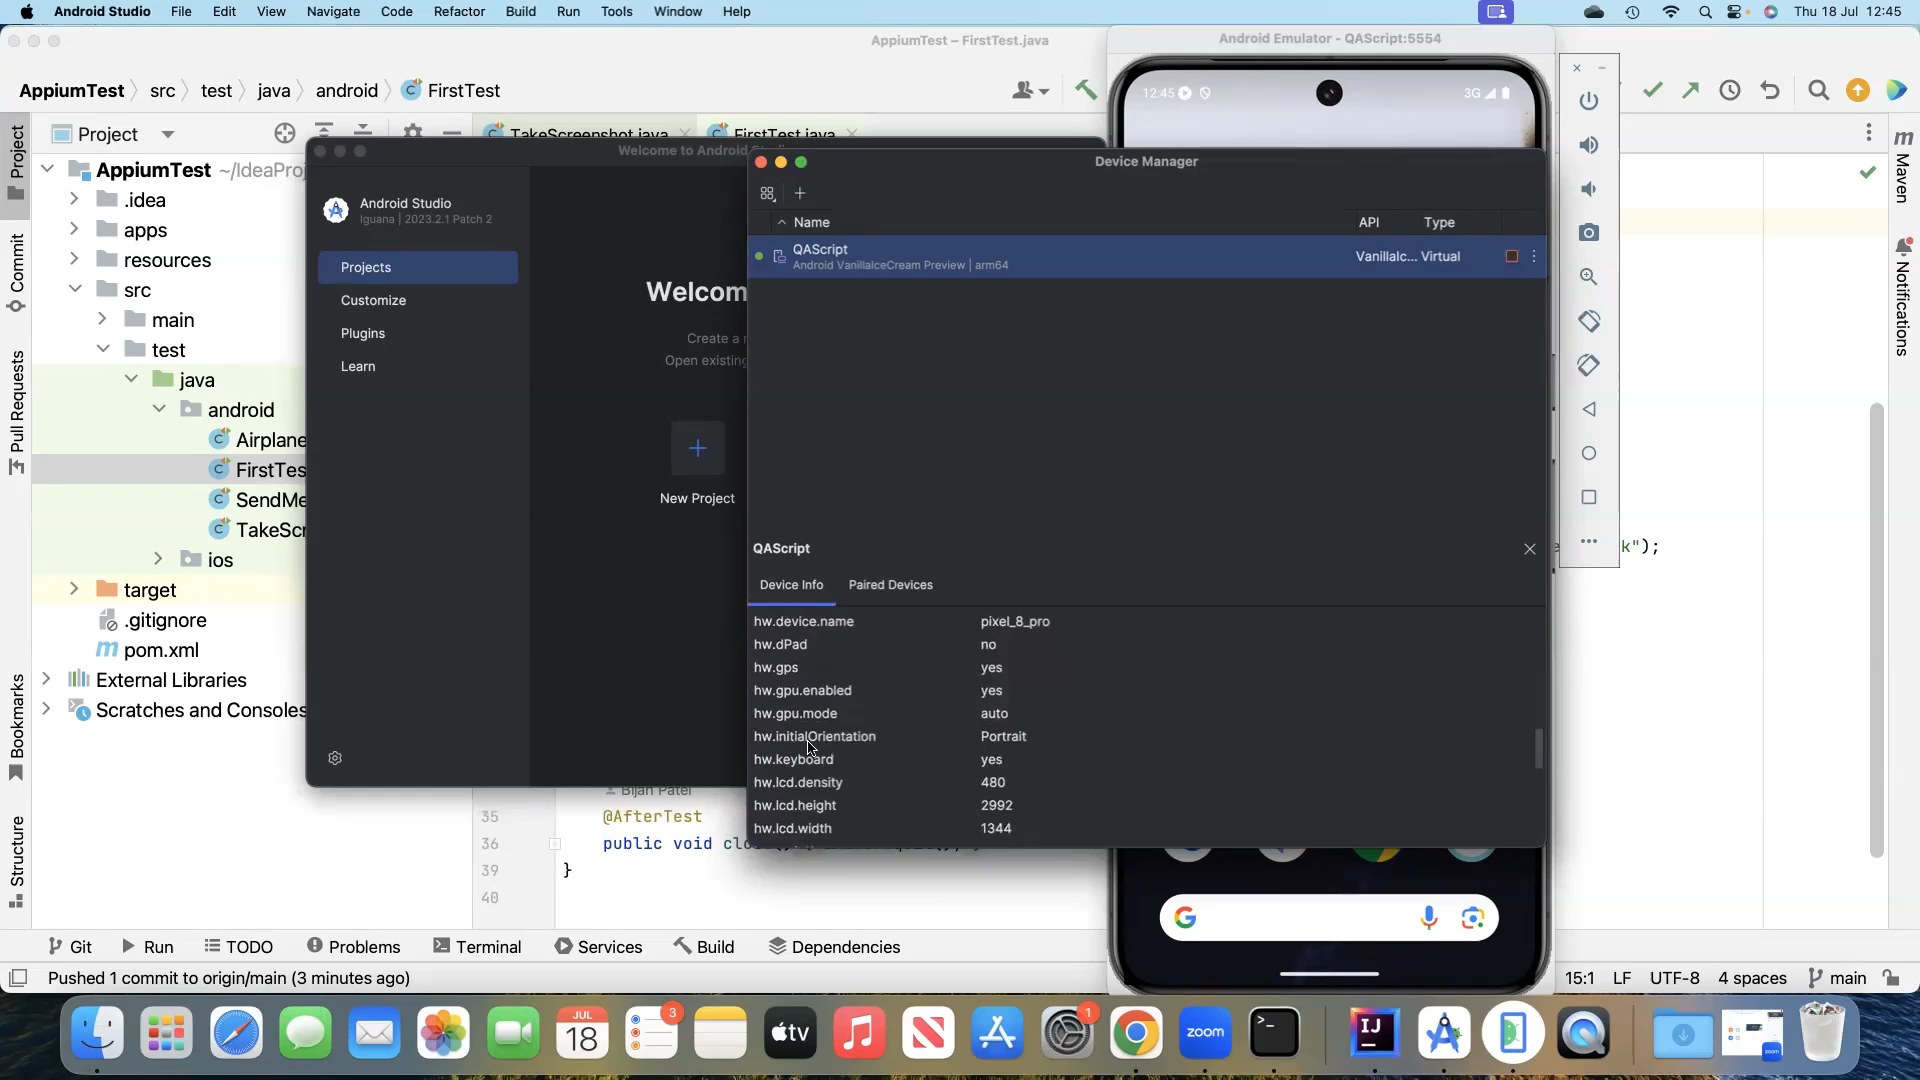 Android Studio File Edit View Navigate Code Refactor Build Run Tools Window Help Thu 18 Jul 12:45
AppiumTest – FirstTest.java
Android Emulator - QAScript:5554
AppiumTest src test java android FirstTest
12:45 3G
Project
TakeScreenshot.java FirstTest.java
Welcome to Android
Device Manager
AppiumTest ~/IdeaProj
.idea
apps
resources
src
main
test
java
android
Airplane
FirstTes
SendMe
TakeScr
ios
target
.gitignore
pom.xml
External Libraries
Scratches and Consoles
Project
Commit
Pull Requests
Bookmarks
Structure
Maven
Notifications
Android Studio
Iguana | 2023.2.1 Patch 2
Projects
Customize
Plugins
Learn
Welcom
Create a
Open existing
New Project
Name API Type
QAScript
Android VanillaIceCream Preview | arm64
VanillaIc... Virtual
QAScript
Device Info Paired Devices
hw.device.name pixel_8_pro
hw.dPad no
hw.gps yes
hw.gpu.enabled yes
hw.gpu.mode auto
hw.initialOrientation Portrait
hw.keyboard yes
hw.lcd.density 480
hw.lcd.height 2992
hw.lcd.width 1344
k");
Bijan Patel
35 @AfterTest
36 public void clo
39 }
40
Git Run TODO Problems Terminal Services Build Dependencies
Pushed 1 commit to origin/main (3 minutes ago)
15:1 LF UTF-8 4 spaces main
JUL
18
3
tv
1
zoom
>_
IJ
zoom